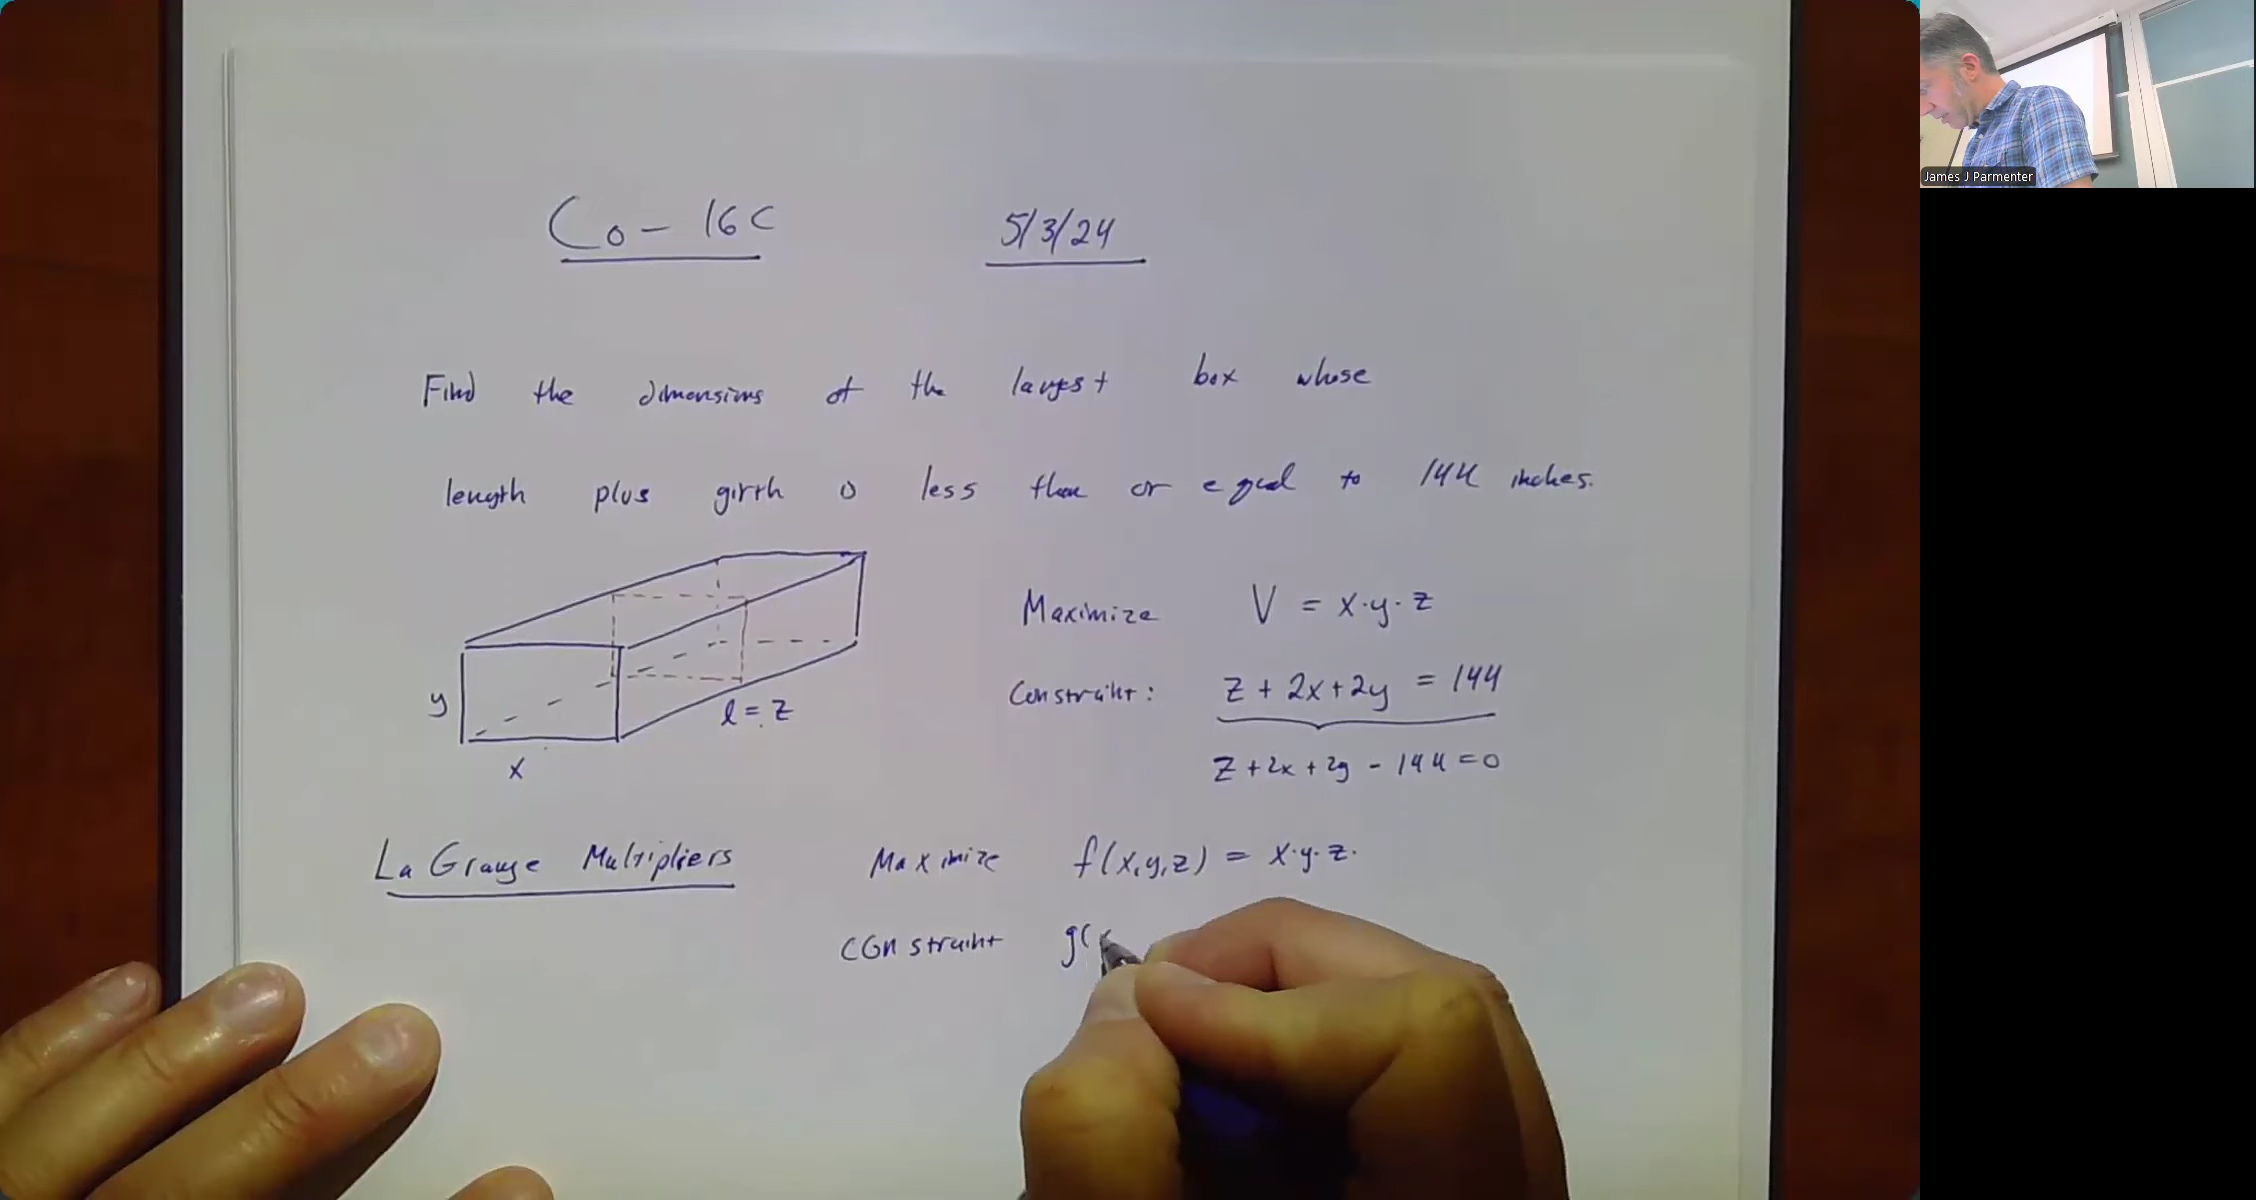 Co - 16C 5/3/24
James J Parmenter
Find the dimensions of the largest box whose
length plus girth is less than or equal to 144 inches.
Maximize V = x·y·z
Constraint: z + 2x + 2y = 144
y
l = z
x
z + 2x + 2y - 144 = 0
LaGrange Multipliers Maximize f(x,y,z) = x·y·z.
Constraint g(x